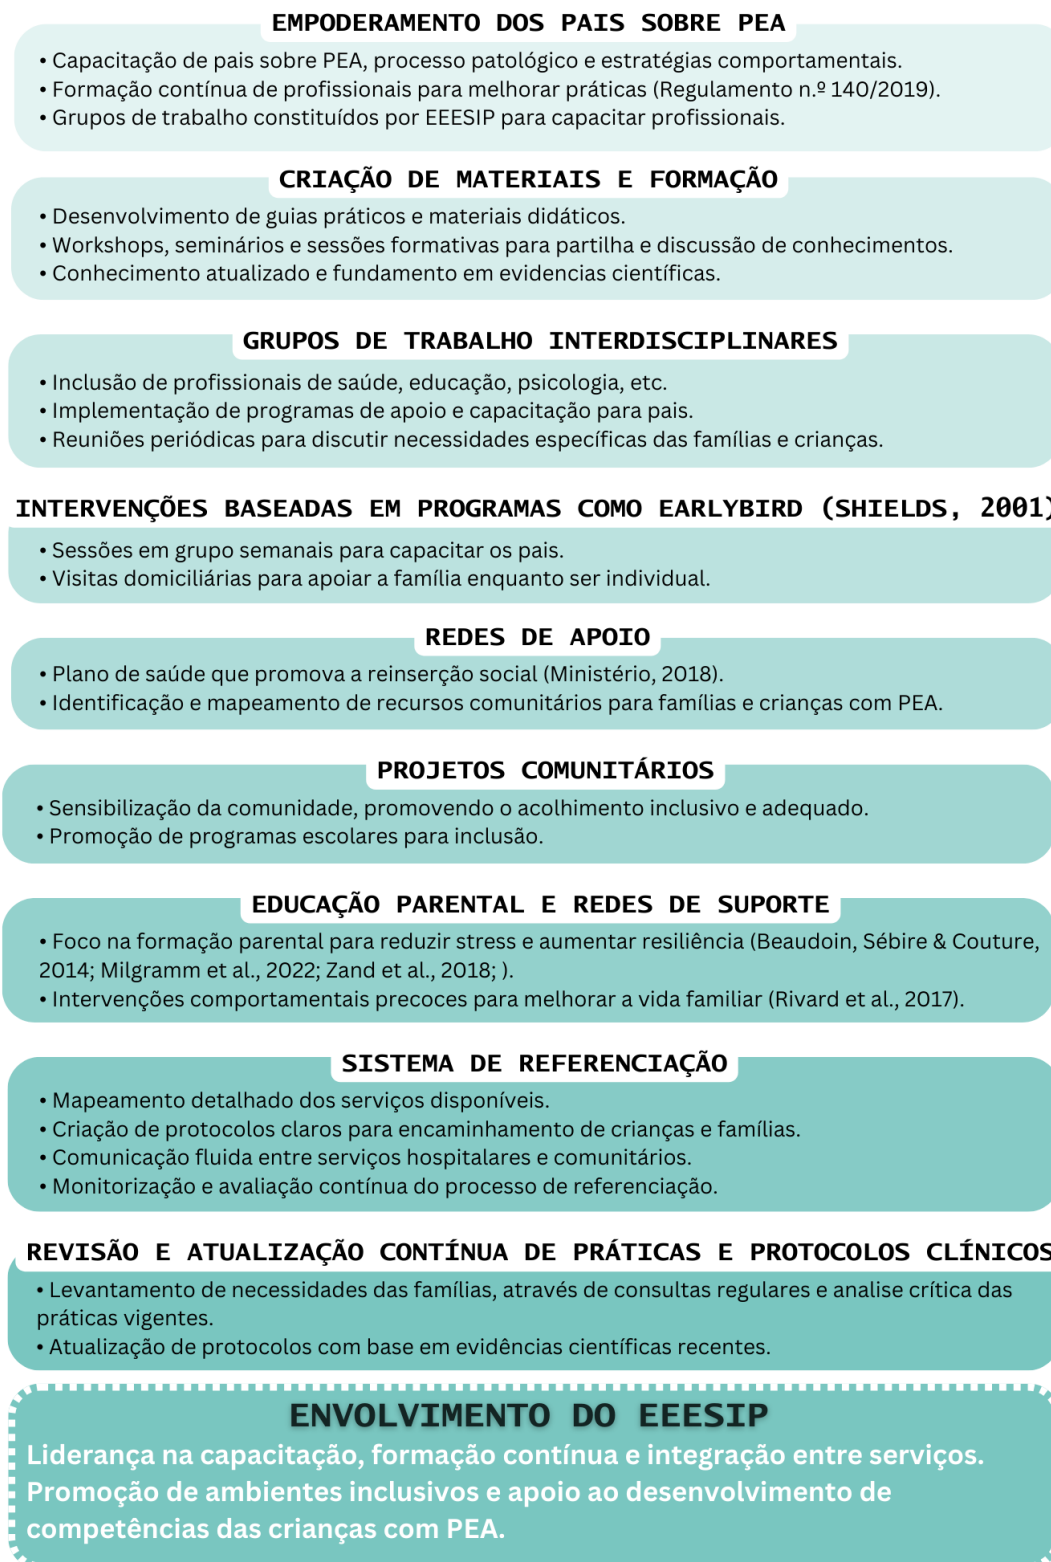 EMPODERAMENTO DOS PAIS SOBRE PEA
• Capacitação de pais sobre PEA, processo patológico e estratégias comportamentais.
• Formação contínua de profissionais para melhorar práticas (Regulamento n.º 140/2019).
• Grupos de trabalho constituídos por EEESIP para capacitar profissionais.
CRIAÇÃO DE MATERIAIS E FORMAÇÃO
• Desenvolvimento de guias práticos e materiais didáticos.
• Workshops, seminários e sessões formativas para partilha e discussão de conhecimentos.
• Conhecimento atualizado e fundamento em evidencias científicas.
GRUPOS DE TRABALHO INTERDISCIPLINARES
• Inclusão de profissionais de saúde, educação, psicologia, etc.
• Implementação de programas de apoio e capacitação para pais.
• Reuniões periódicas para discutir necessidades específicas das famílias e crianças.
INTERVENÇÕES BASEADAS EM PROGRAMAS COMO EARLYBIRD (SHIELDS, 2001)
• Sessões em grupo semanais para capacitar os pais.
• Visitas domiciliárias para apoiar a família enquanto ser individual.
REDES DE APOIO
• Plano de saúde que promova a reinserção social (Ministério, 2018).
• Identificação e mapeamento de recursos comunitários para famílias e crianças com PEA.
PROJETOS COMUNITÁRIOS
• Sensibilização da comunidade, promovendo o acolhimento inclusivo e adequado.
• Promoção de programas escolares para inclusão.
EDUCAÇÃO PARENTAL E REDES DE SUPORTE
• Foco na formação parental para reduzir stress e aumentar resiliência (Beaudoin, Sébire & Couture,
2014; Milgramm et al., 2022; Zand et al., 2018; ).
• Intervenções comportamentais precoces para melhorar a vida familiar (Rivard et al., 2017).
SISTEMA DE REFERENCIAÇÃO
• Mapeamento detalhado dos serviços disponíveis.
• Criação de protocolos claros para encaminhamento de crianças e famílias.
• Comunicação fluida entre serviços hospitalares e comunitários.
• Monitorização e avaliação contínua do processo de referenciação.
REVISÃO E ATUALIZAÇÃO CONTÍNUA DE PRÁTICAS E PROTOCOLOS CLÍNICOS
• Levantamento de necessidades das famílias, através de consultas regulares e analise crítica das
práticas vigentes.
• Atualização de protocolos com base em evidências científicas recentes.
ENVOLVIMENTO DO EEESIP
Liderança na capacitação, formação contínua e integração entre serviços.
Promoção de ambientes inclusivos e apoio ao desenvolvimento de
competências das crianças com PEA.